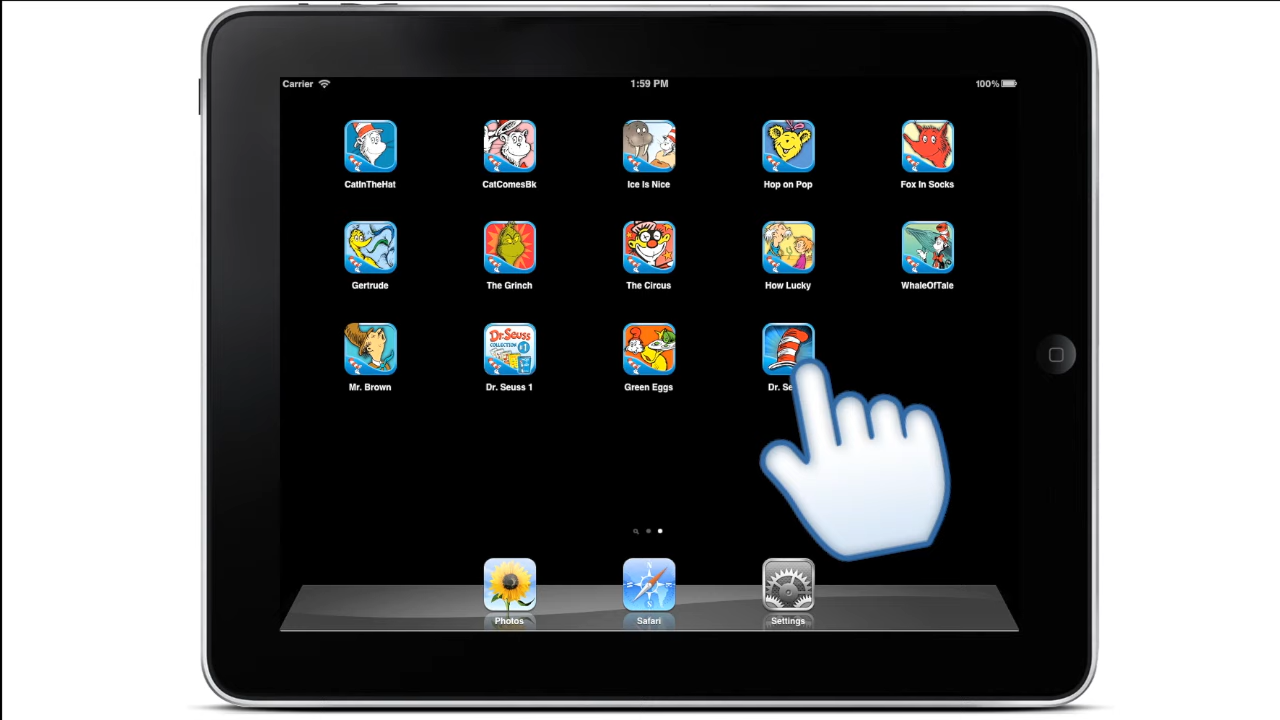 Carrier
1:59 PM
100%
CatInTheHat
CatComesBk
Ice Is Nice
Hop on Pop
Fox In Socks
Gertrude
The Grinch
The Circus
How Lucky
WhaleOfTale
Dr. Seuss
COLLECTION #1
Mr. Brown
Dr. Seuss 1
Green Eggs
Dr. Se
N
S
Photos
Safari
Settings